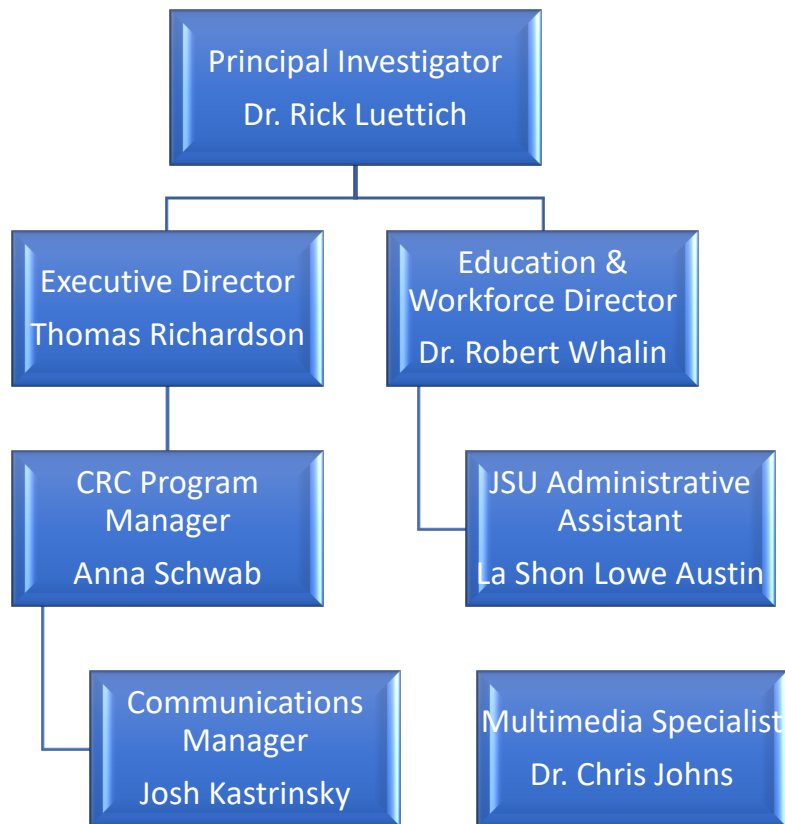 Principal Investigator
Dr. Rick Luettich
Executive Director
Thomas Richardson
Education &
Workforce Director
Dr. Robert Whalin
CRC Program
Manager
Anna Schwab
JSU Administrative
Assistant
La Shon Lowe Austin
Communications
Manager
Josh Kastrinsky
Multimedia Specialist
Dr. Chris Johns